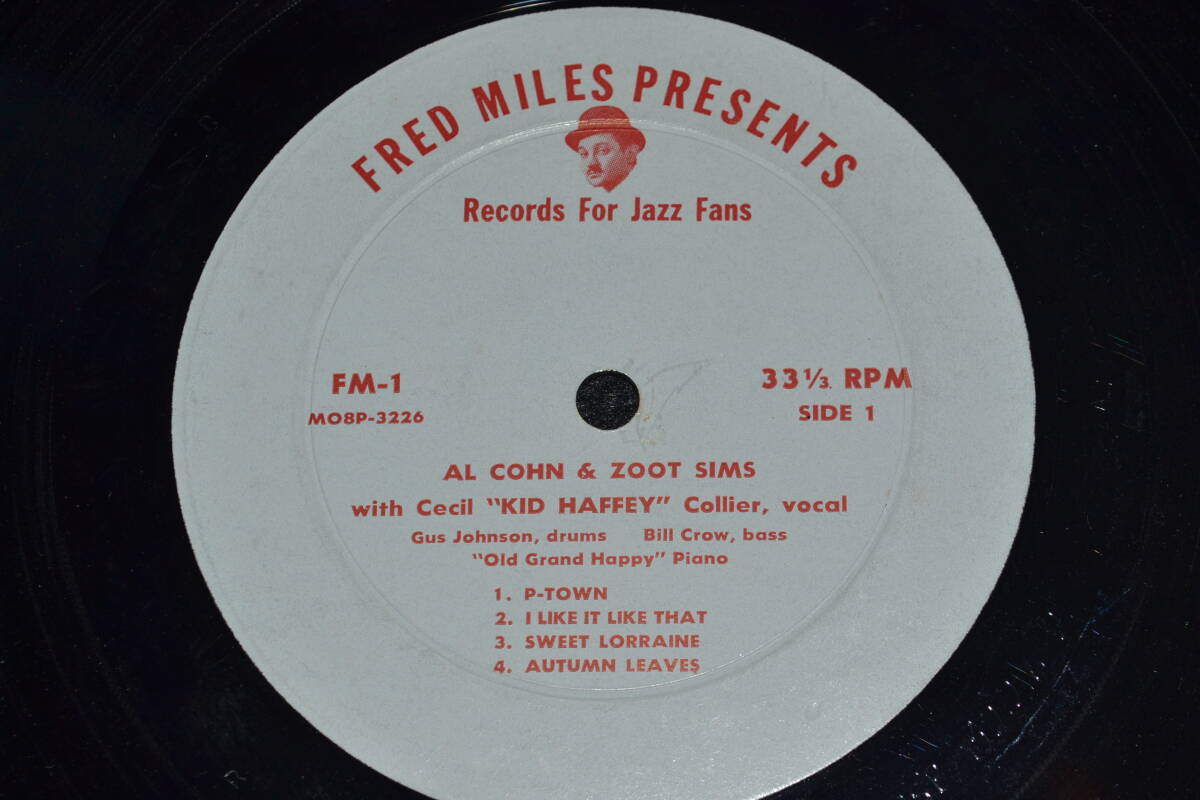 FRED MILES PRESENTS
Records For Jazz Fans
FM-1
MO8P-3226
33 1/3 RPM
SIDE 1
AL COHN & ZOOT SIMS
with Cecil "KID HAFFEY" Collier, vocal
Gus Johnson, drums Bill Crow, bass
"Old Grand Happy" Piano
1. P-TOWN
2. I LIKE IT LIKE THAT
3. SWEET LORRAINE
4. AUTUMN LEAVES